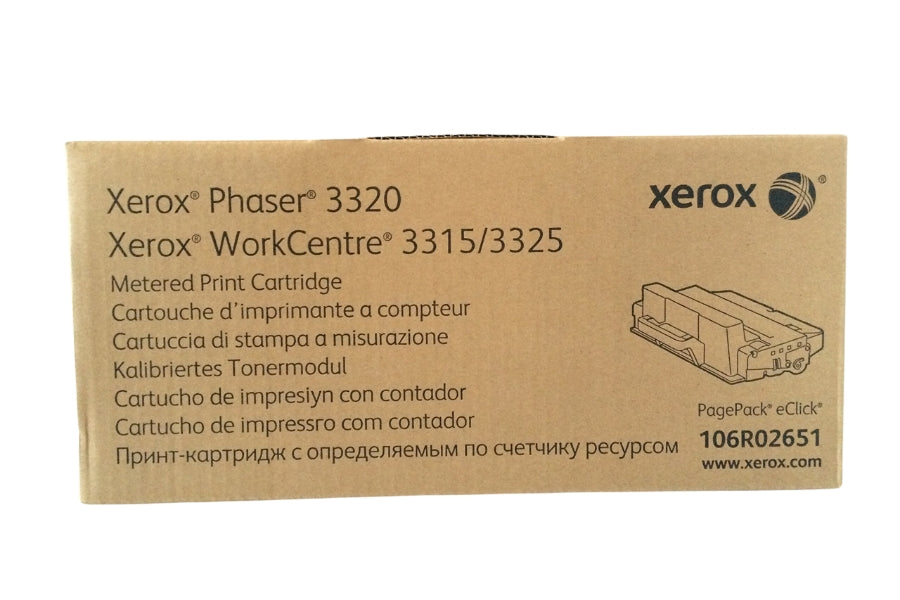 Xerox® Phaser® 3320
Xerox® WorkCentre® 3315/3325
Metered Print Cartridge
Cartouche d'imprimante a compteur
Cartuccia di stampa a misurazione
Kalibriertes Tonermodul
Cartucho de impresiyn con contador
Cartucho de impressro com contador
Принт-картридж с определяемым по счетчику ресурсом
xerox ®
PagePack® eClick®
106R02651
www.xerox.com